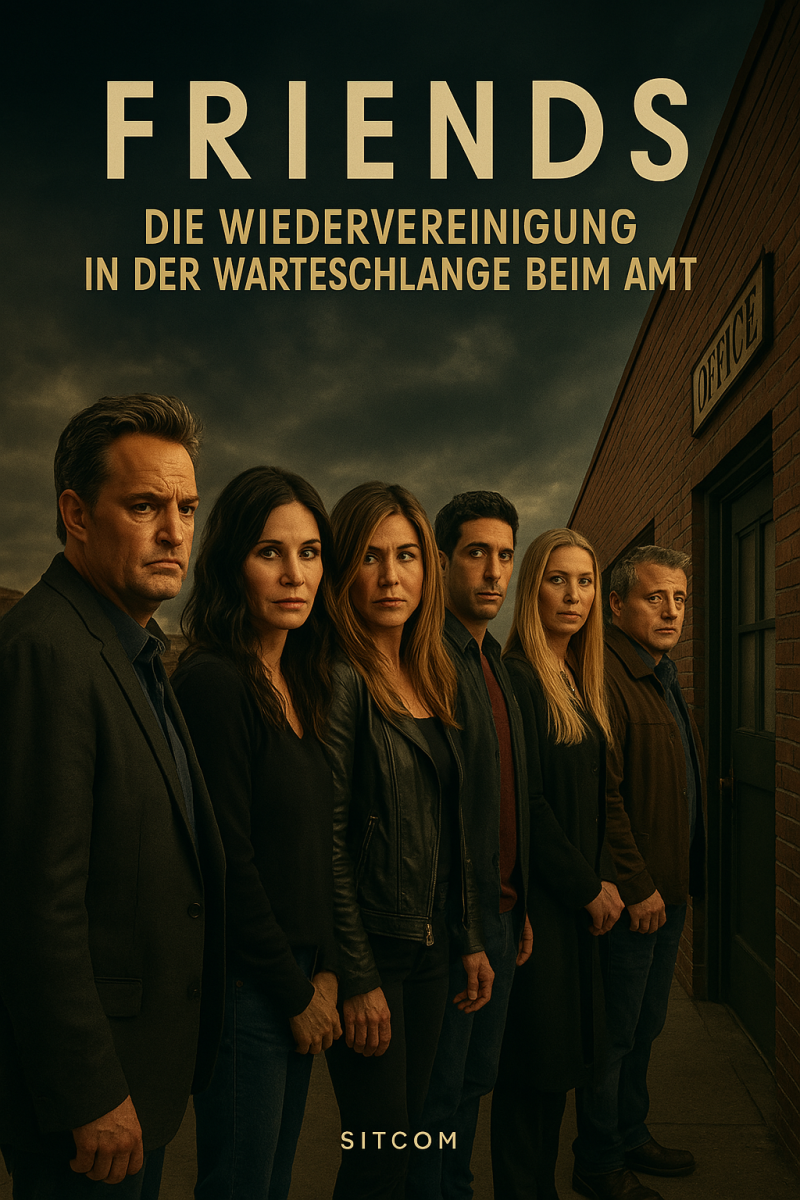 FRIENDS
DIE WIEDERVEREINIGUNG
IN DER WARTESCHLANGE BEIM AMT
OFFICE
SITCOM